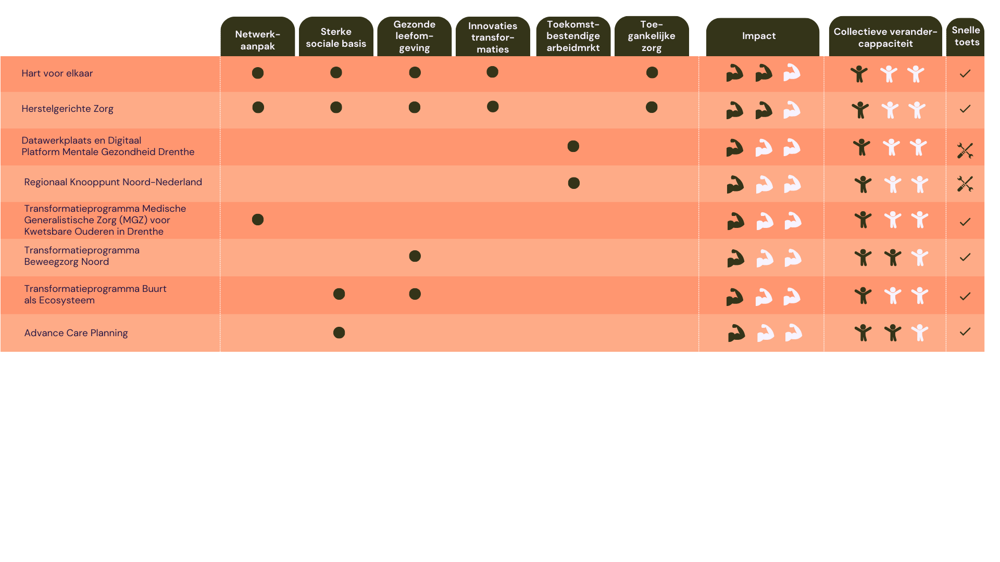 Netwerk-
aanpak
Sterke
sociale basis
Gezonde
leefom-
geving
Innovaties
transfor-
maties
Toekomst-
bestendige
arbeidmrkt
Toe-
gankelijke
zorg
Impact
Collectieve verander-
cappaciteit
Snelle
toets
Hart voor elkaar
Herstelgerichte Zorg
Datawerkplaats en Digitaal
Platform Mentale Gezondheid Drenthe
Regionaal Knooppunt Noord-Nederland
Transformatieprogramma Medische
Generalistische Zorg (MGZ) voor
Kwetsbare Ouderen in Drenthe
Transformatieprogramma
Beweegzorg Noord
Transformatieprogramma Buurt
als Ecosysteem
Advance Care Planning